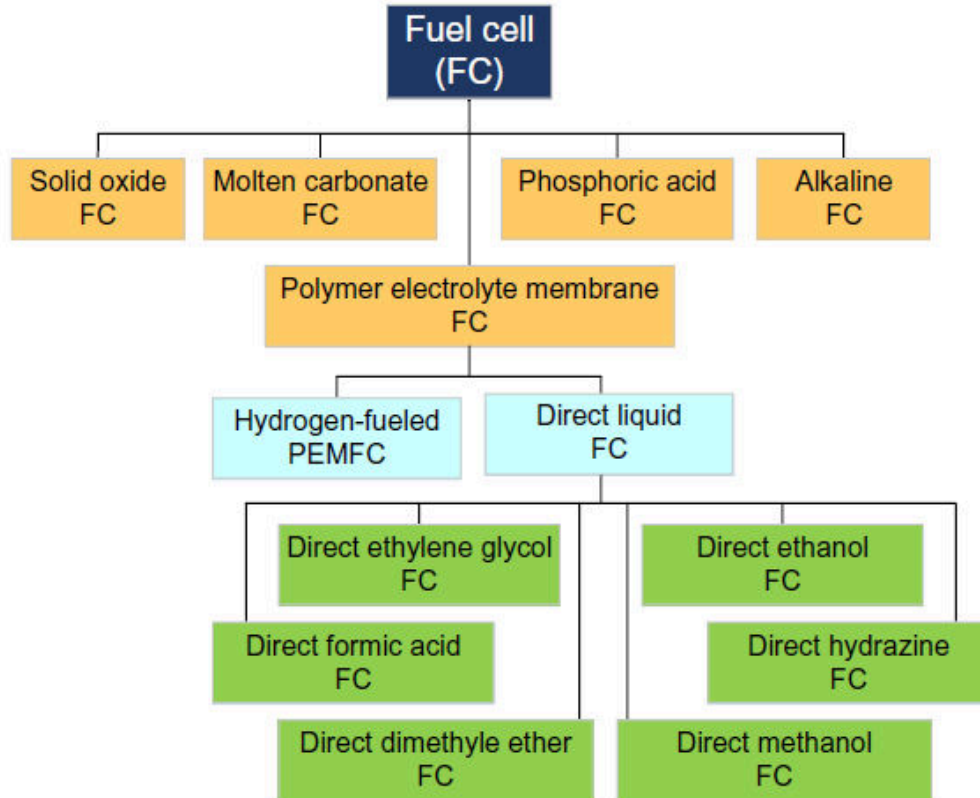 Fuel cell
(FC)
Solid oxide
FC
Molten carbonate
FC
Phosphoric acid
FC
Alkaline
FC
Polymer electrolyte membrane
FC
Hydrogen-fueled
PEMFC
Direct liquid
FC
Direct ethylene glycol
FC
Direct ethanol
FC
Direct formic acid
FC
Direct hydrazine
FC
Direct dimethyle ether
FC
Direct methanol
FC